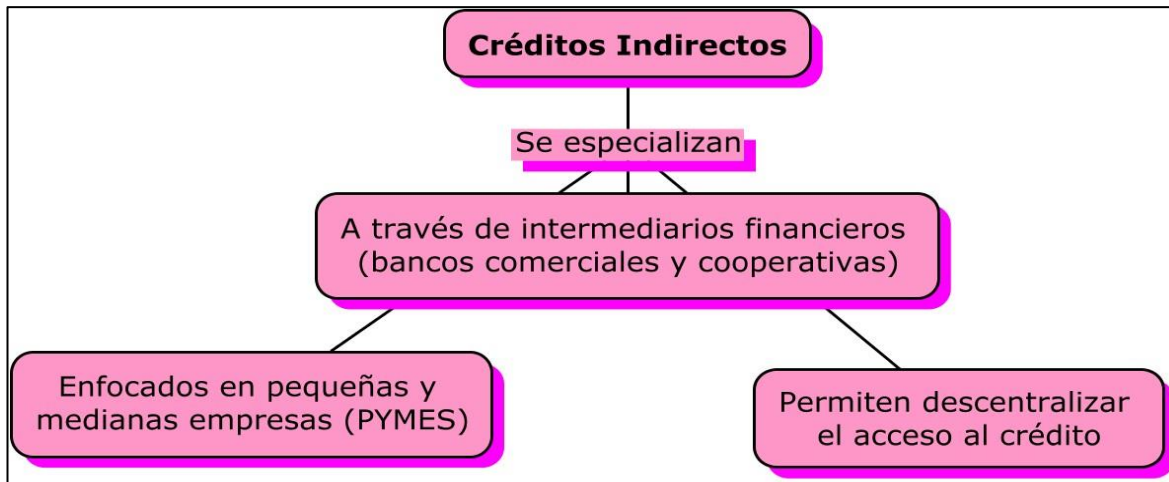 Créditos Indirectos
Se especializan
A través de intermediarios financieros
(bancos comerciales y cooperativas)
Enfocados en pequeñas y
medianas empresas (PYMES)
Permiten descentralizar
el acceso al crédito